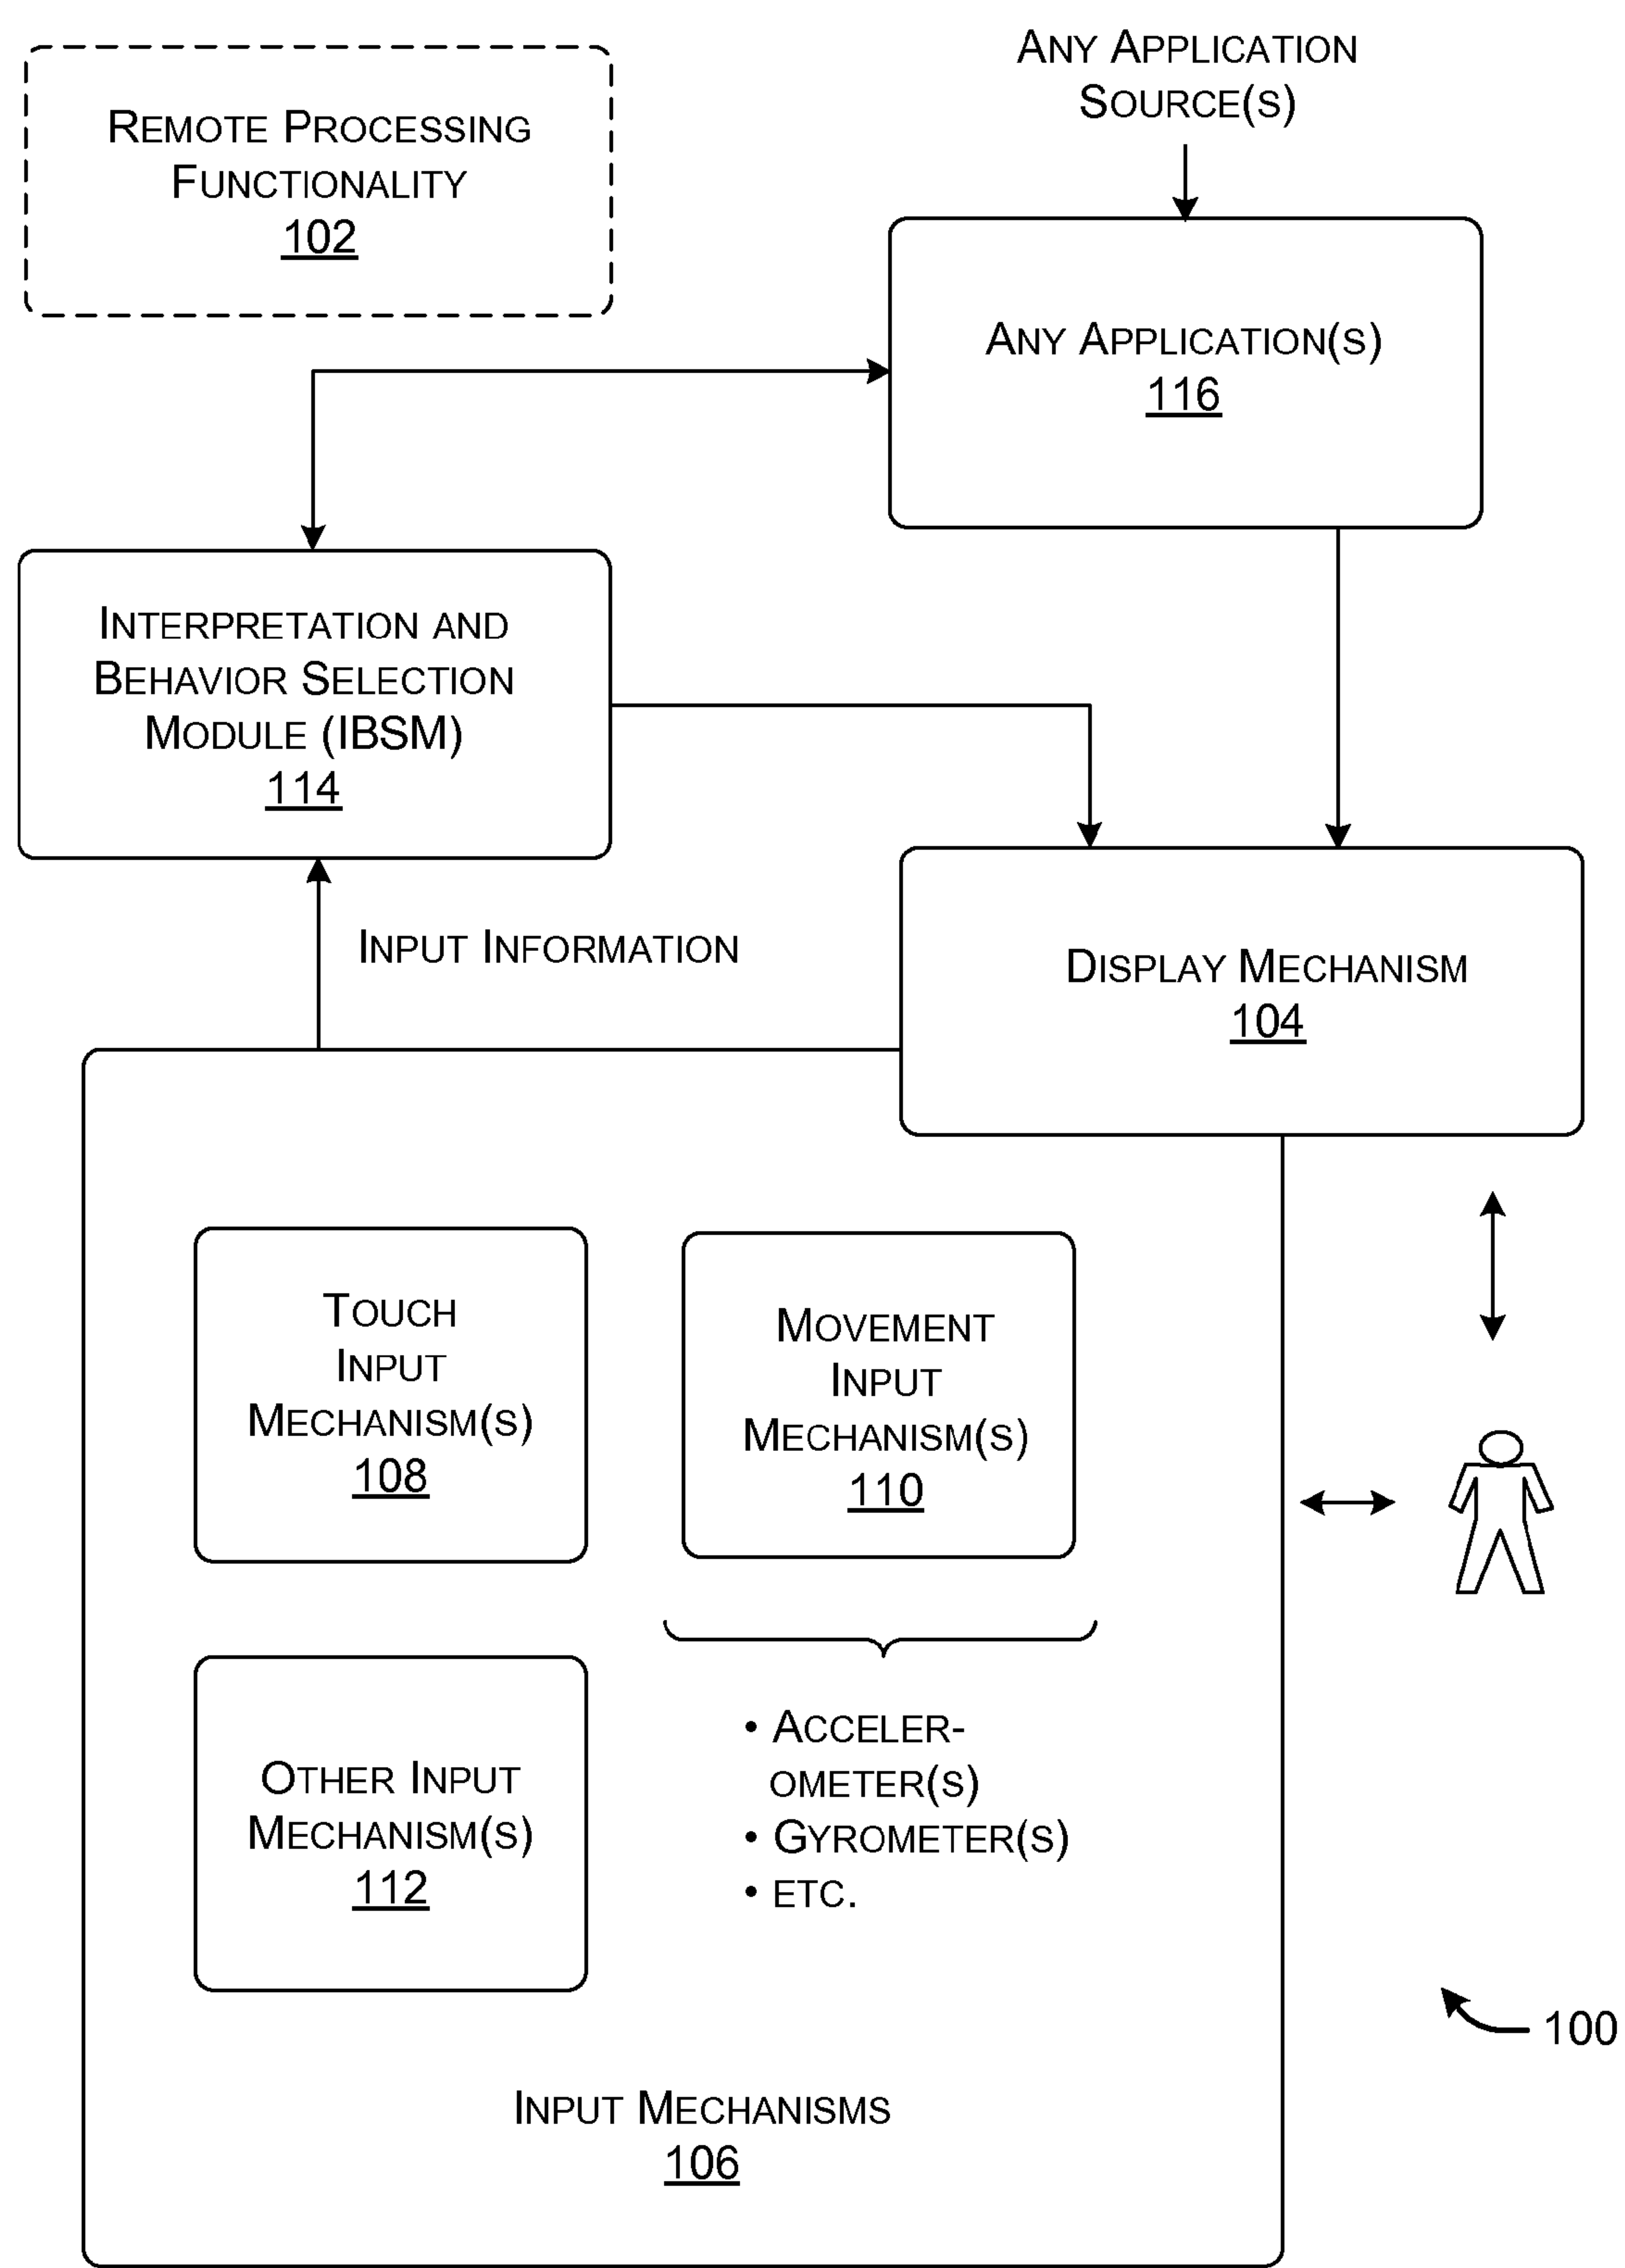 REMOTE PROCESSING
FUNCTIONALITY
102
ANY APPLICATION
SOURCE(S)
ANY APPLICATION(S)
116
INTERPRETATION AND
BEHAVIOR SELECTION
MODULE (IBSM)
114
INPUT INFORMATION
DISPLAY MECHANISM
104
TOUCH
INPUT
MECHANISM(S)
108
MOVEMENT
INPUT
MECHANISM(S)
110
OTHER INPUT
MECHANISM(S)
112
• ACCELER-
OMETER(S)
• GYROMETER(S)
• ETC.
100
INPUT MECHANISMS
106